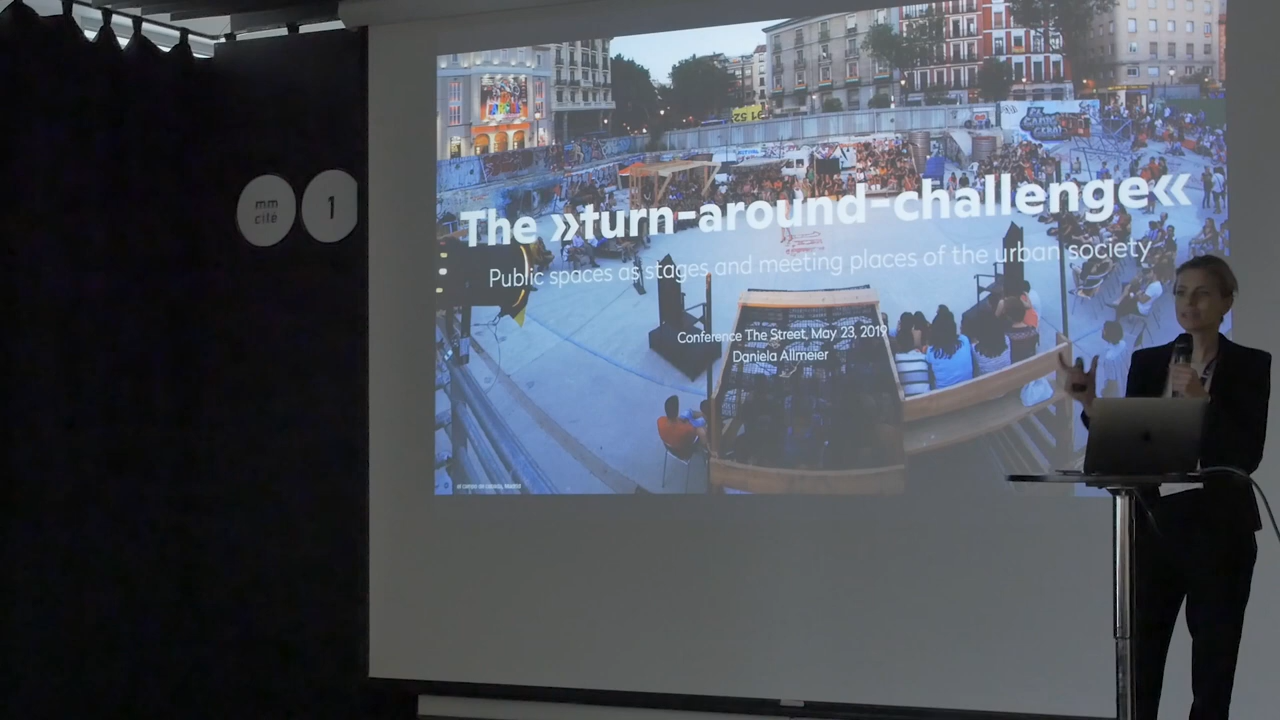 mm
cité
1
The »turn-around-challenge«
Public spaces as stages and meeting places of the urban society
Conference The Street, May 23, 2019
Daniela Allmeier